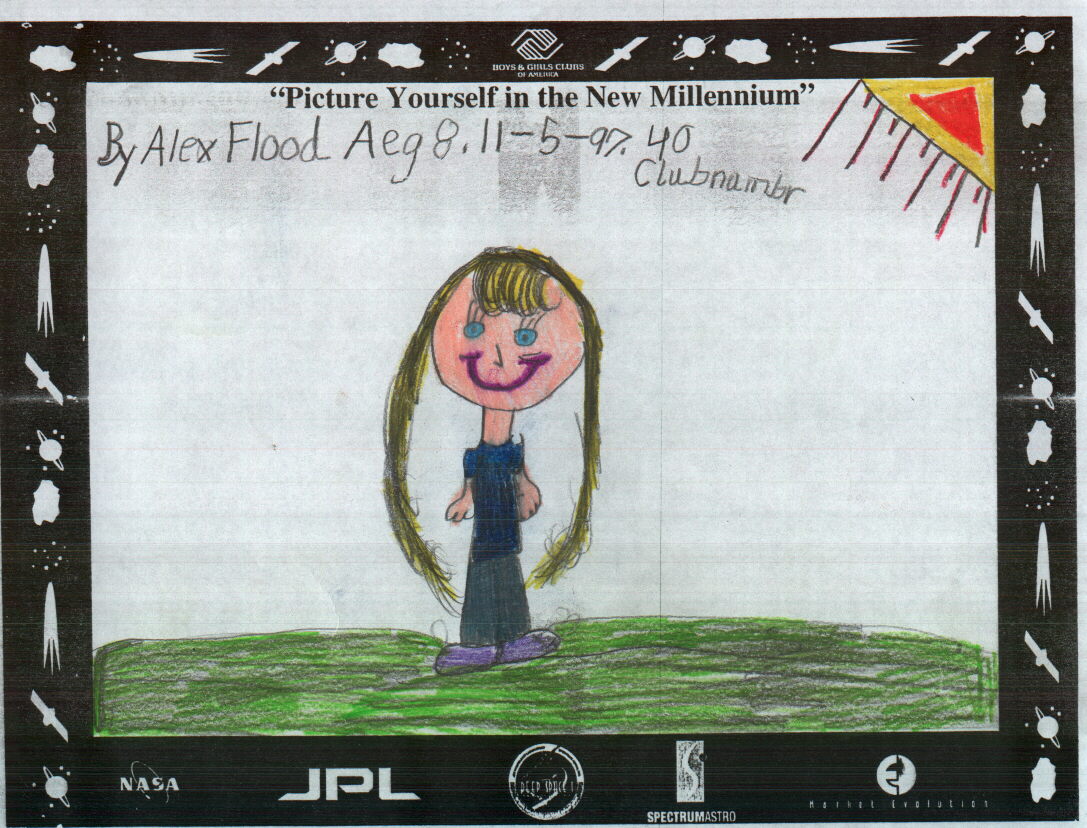 BOYS & GIRLS CLUBS
OF AMERICA
“Picture Yourself in the New Millennium”
By Alex Flood Aeg 8. 11-5-97. 40
Clubnambr
NASA
JPL
DEEP SPACE 1
SPECTRUMASTRO
Market Evolution